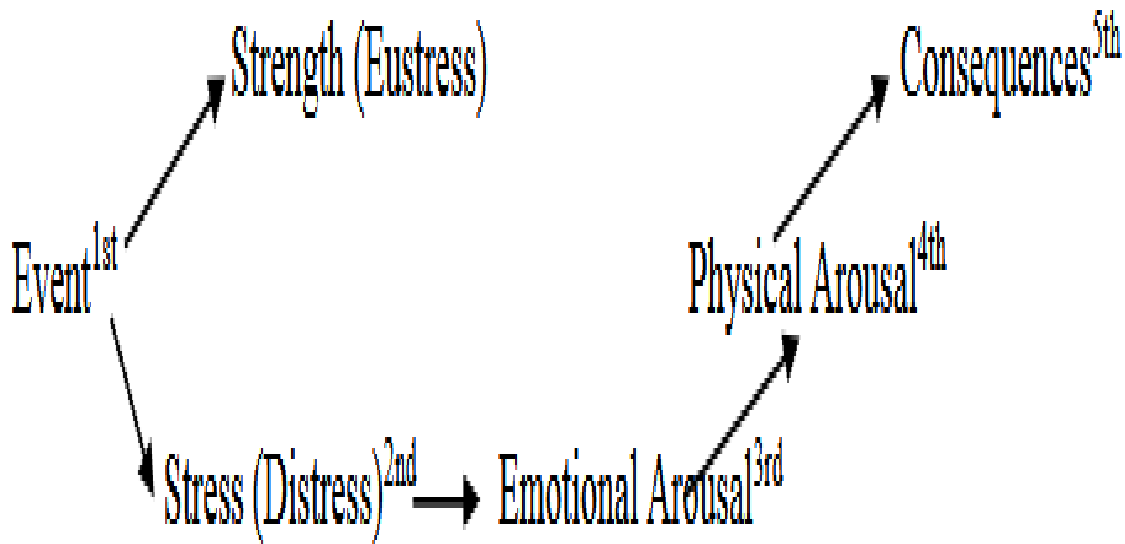 Strength (Eustress)
Consequences5th
Event1st
Physical Arousal4th
Stress (Distress)2nd
Emotional Arousal3rd